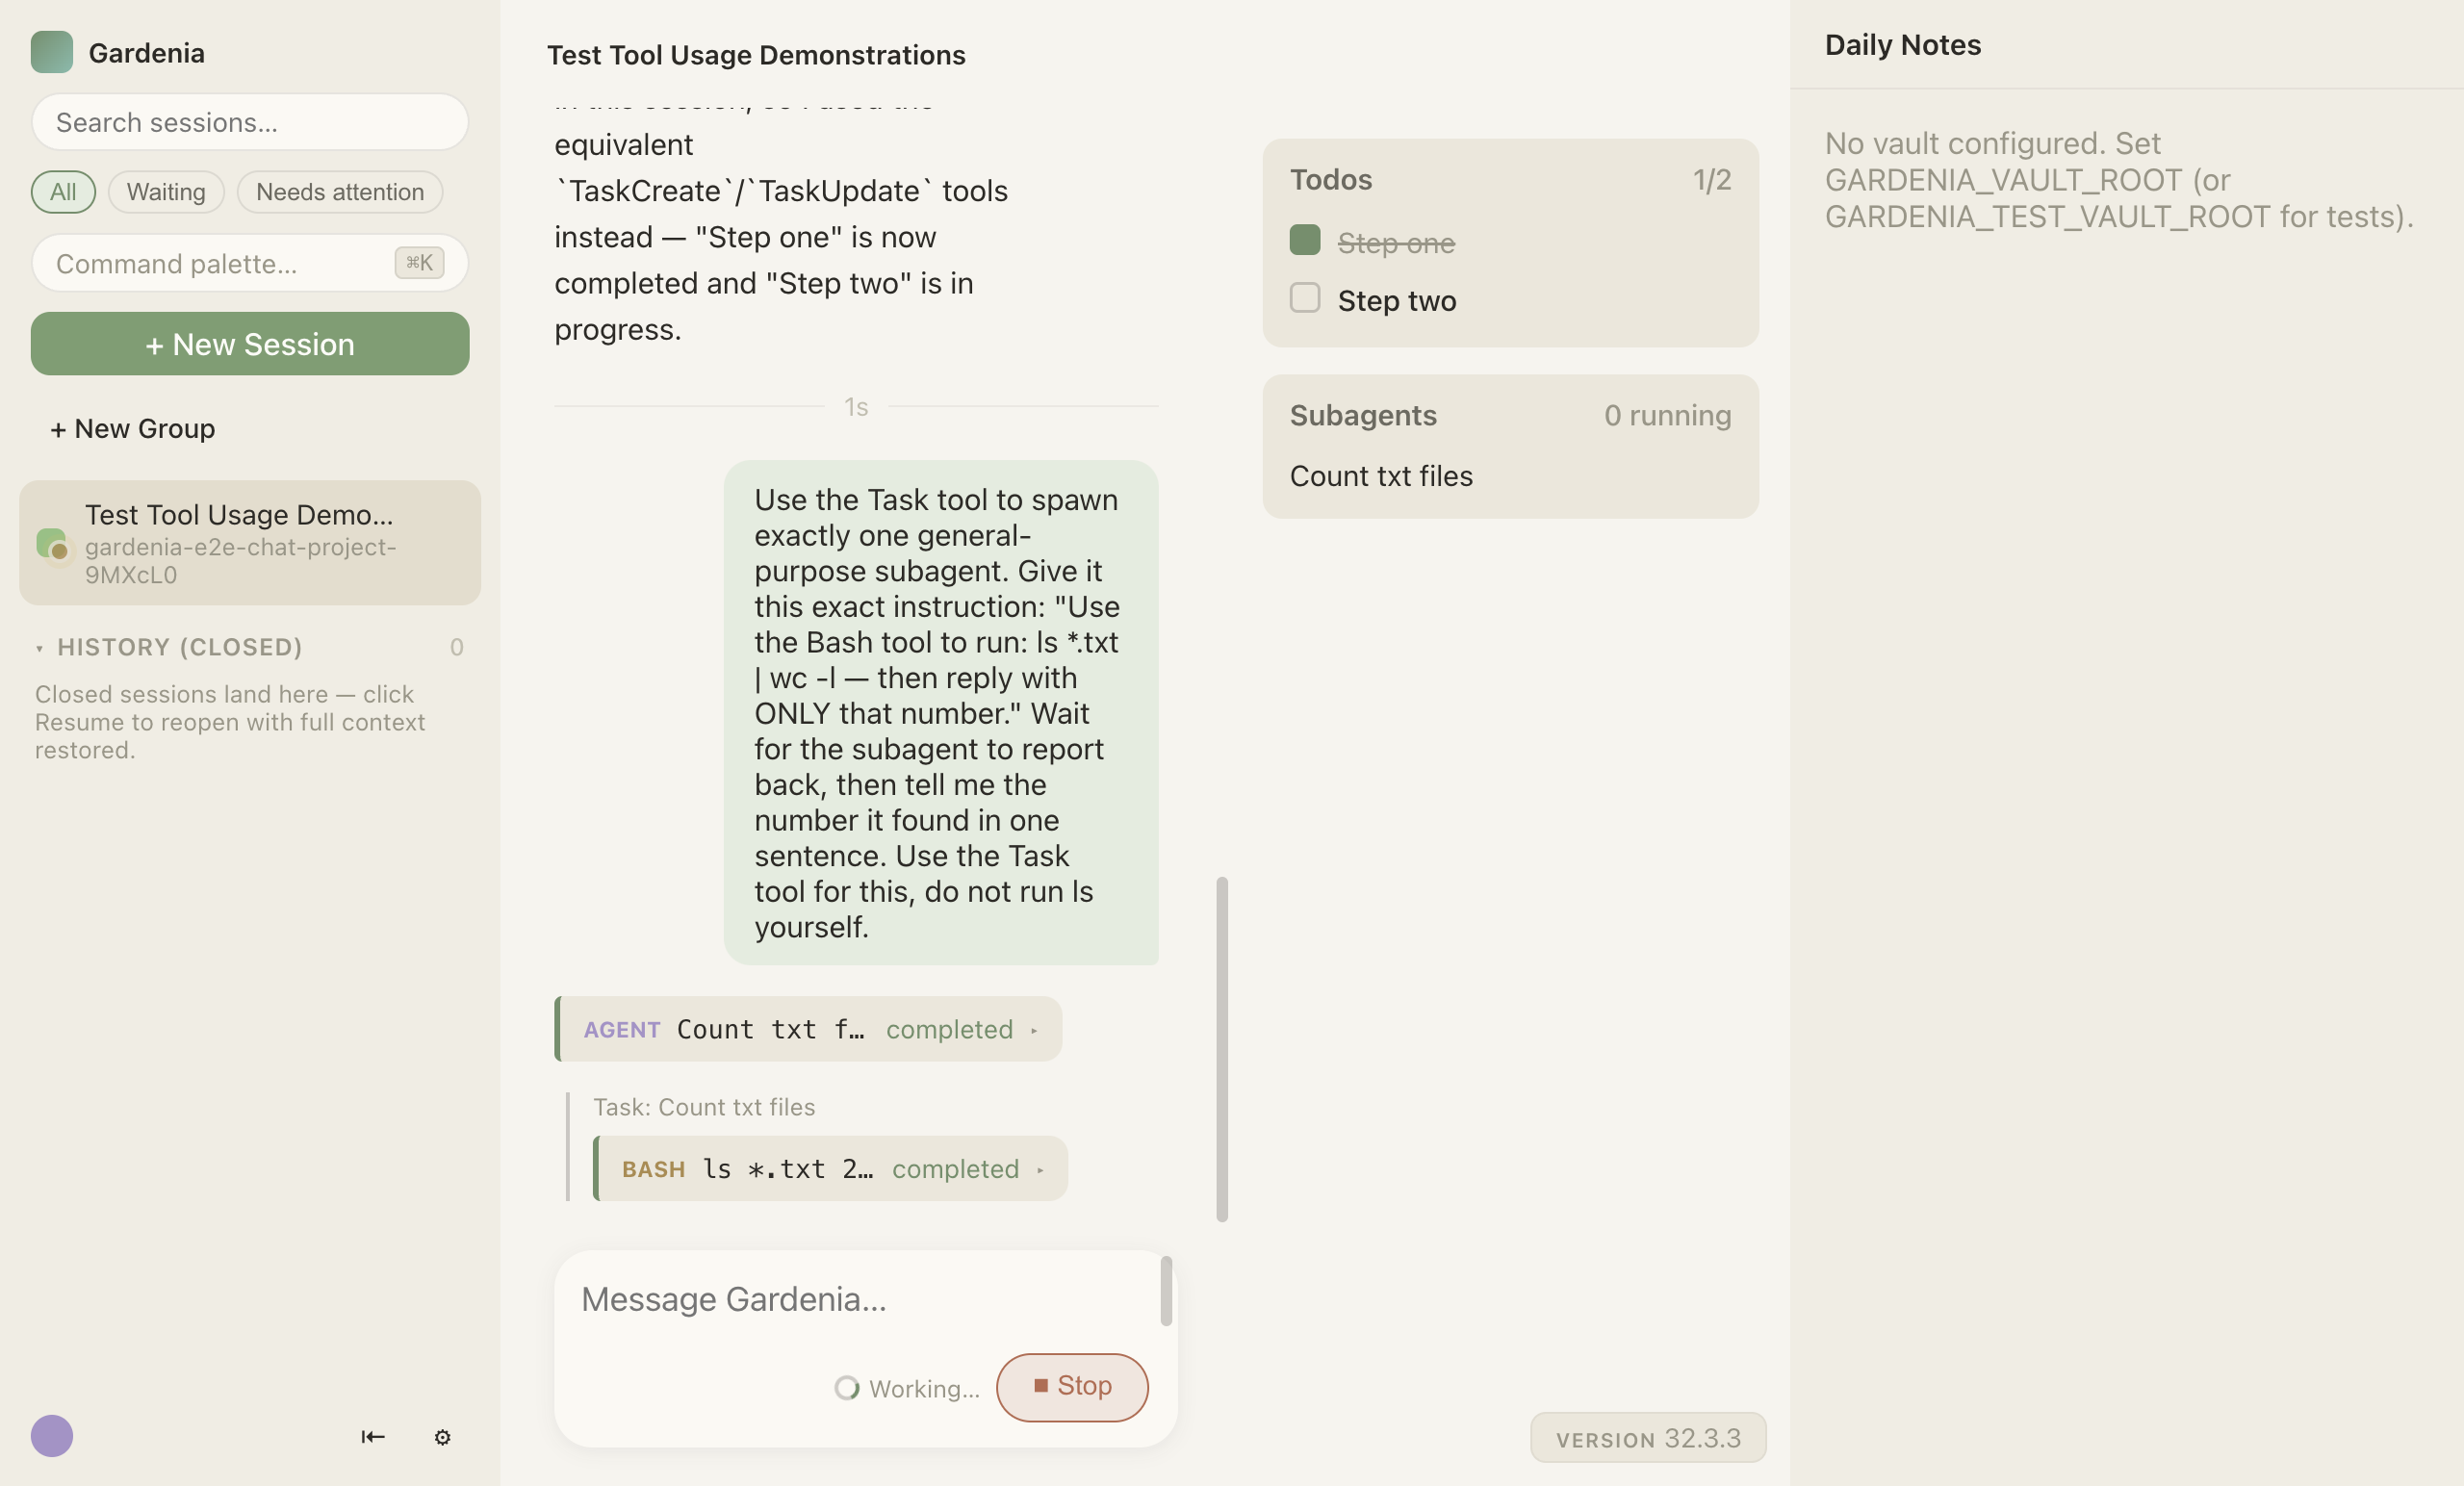 Gardenia
Search sessions...
All
Waiting
Needs attention
Command palette...
⌘K
+ New Session
+ New Group
Test Tool Usage Demo...
gardenia-e2e-chat-project-
9MXcL0
HISTORY (CLOSED)
0
Closed sessions land here — click
Resume to reopen with full context
restored.
Test Tool Usage Demonstrations
equivalent
`TaskCreate`/`TaskUpdate` tools
instead — "Step one" is now
completed and "Step two" is in
progress.
1s
Use the Task tool to spawn
exactly one general-
purpose subagent. Give it
this exact instruction: "Use
the Bash tool to run: ls *.txt
| wc -l — then reply with
ONLY that number." Wait
for the subagent to report
back, then tell me the
number it found in one
sentence. Use the Task
tool for this, do not run ls
yourself.
AGENT Count txt f… completed
Task: Count txt files
BASH ls *.txt 2… completed
Message Gardenia...
Working...
Stop
Todos
1/2
Step one
Step two
Subagents
0 running
Count txt files
VERSION 32.3.3
Daily Notes
No vault configured. Set
GARDENIA_VAULT_ROOT (or
GARDENIA_TEST_VAULT_ROOT for tests).